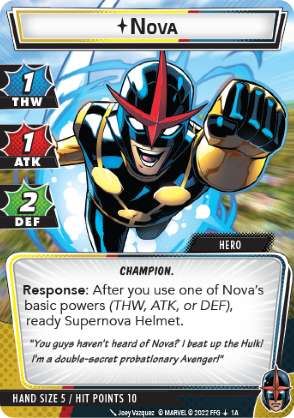 NOVA
1
THW
1
ATK
2
DEF
HERO
CHAMPION.
Response: After you use one of Nova's
basic powers (THW, ATK, or DEF),
ready Supernova Helmet.
"You guys haven't heard of Nova? I beat up the Hulk!
I'm a double-secret probationary Avenger!"
HAND SIZE 5 / HIT POINTS 10
Joey Vazquez © MARVEL © 2022 FFG 1A